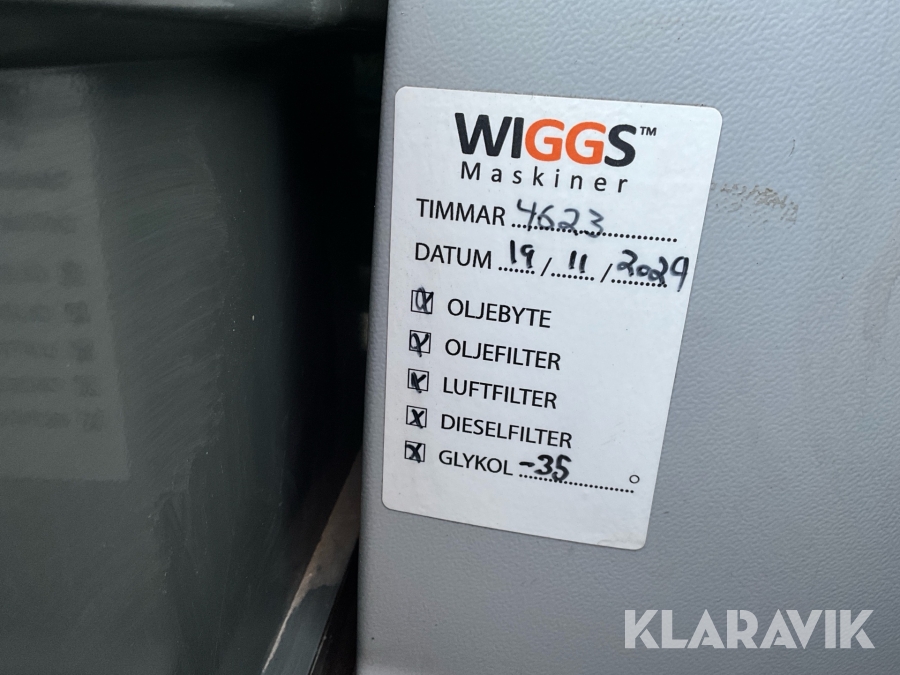 WIGGS™
Maskiner
TIMMAR 4623
DATUM 19 / 11 / 2024
OLJEBYTE
OLJEFILTER
LUFTFILTER
DIESELFILTER
GLYKOL -35 °
KLARAVIK